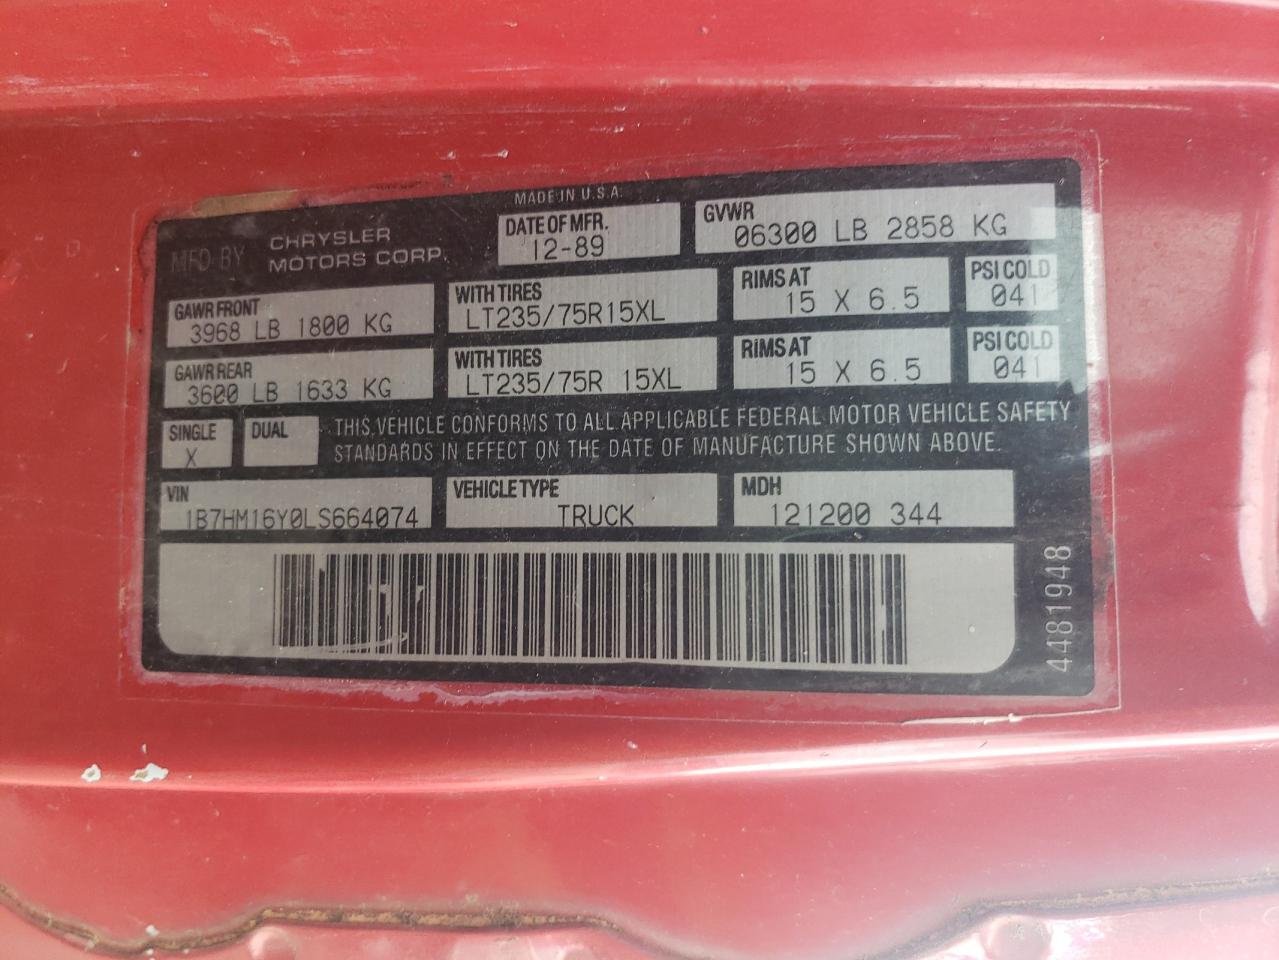 MADE IN U.S.A.
MFD BY CHRYSLER MOTORS CORP.
DATE OF MFR.
12-89
GVWR
06300 LB 2858 KG
GAWR FRONT
3968 LB 1800 KG
WITH TIRES
LT235/75R15XL
RIMS AT
15 X 6.5
PSI COLD
041
GAWR REAR
3600 LB 1633 KG
WITH TIRES
LT235/75R 15XL
RIMS AT
15 X 6.5
PSI COLD
041
SINGLE
X
DUAL
THIS VEHICLE CONFORMS TO ALL APPLICABLE FEDERAL MOTOR VEHICLE SAFETY
STANDARDS IN EFFECT ON THE DATE OF MANUFACTURE SHOWN ABOVE.
VIN
1B7HM16Y0LS664074
VEHICLE TYPE
TRUCK
MDH
121200 344
4481948